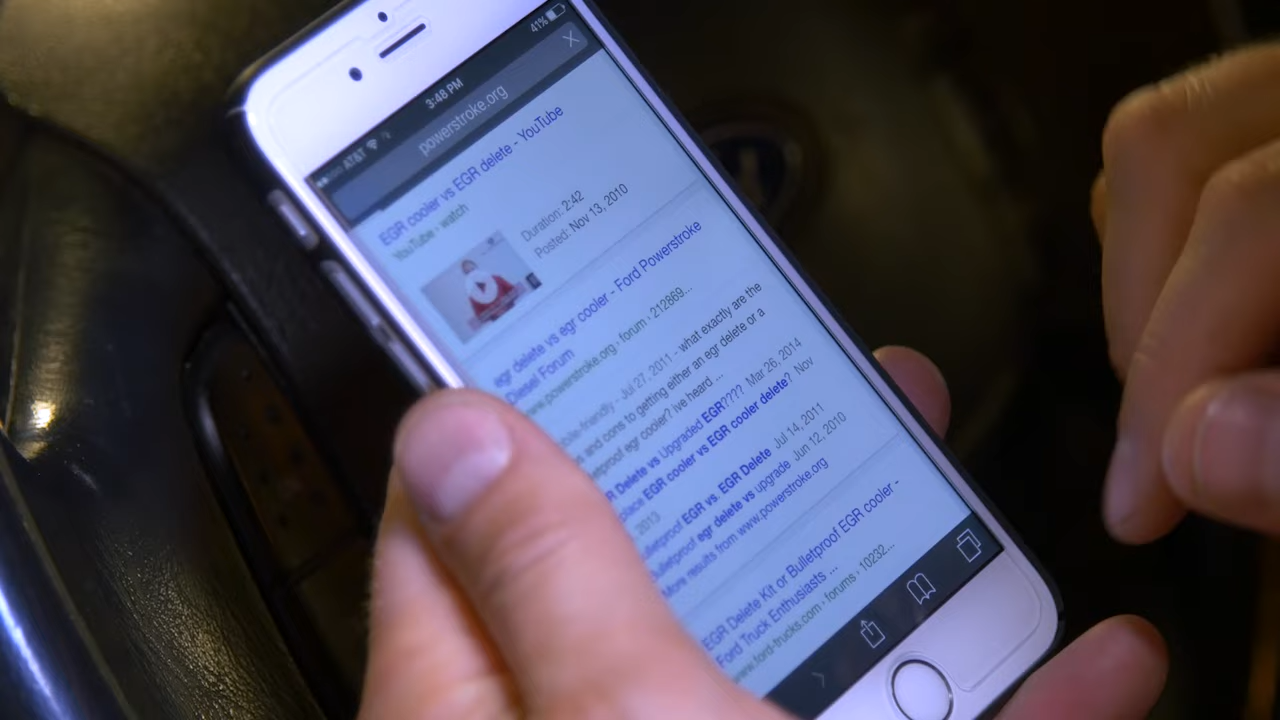 AT&T 3:48 PM 41%
powerstroke.org
EGR cooler vs EGR delete - YouTube
YouTube › watch
Duration: 2:42
Posted: Nov 13, 2010
egr delete vs egr cooler - Ford Powerstroke
Diesel Forum
www.powerstroke.org › forum › 212869...
- Jul 27, 2011 - what exactly are the
and cons to getting either an egr delete or a
egr cooler? ive heard ...
Delete vs Upgraded EGR???? Mar 26, 2014
EGR cooler vs EGR cooler delete? Nov
, 2013
EGR vs. EGR Delete Jul 14, 2011
egr delete vs upgrade Jun 12, 2010
More results from www.powerstroke.org
EGR Delete Kit or Bulletproof EGR cooler -
Ford Truck Enthusiasts ...
www.ford-trucks.com › forums › 10232...